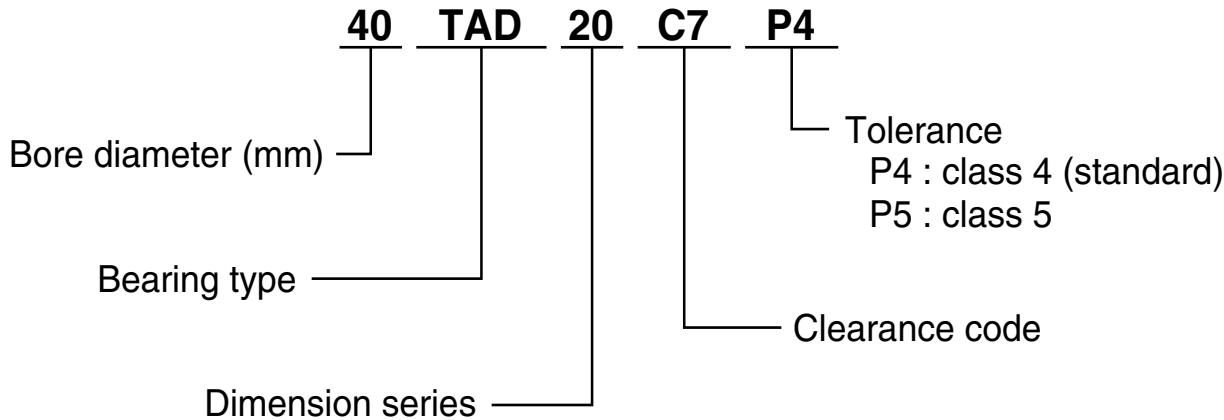 40 TAD 20 C7 P4
Bore diameter (mm)
Tolerance
P4 : class 4 (standard)
P5 : class 5
Bearing type
Clearance code
Dimension series